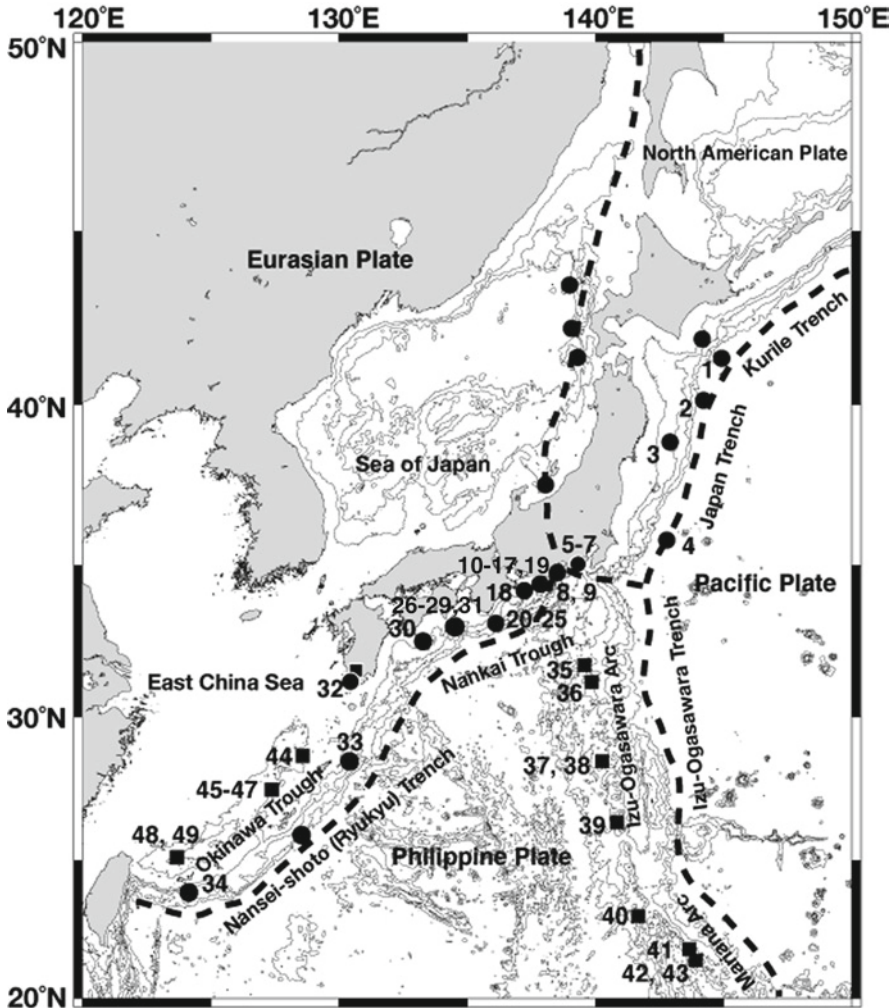 120°E 130°E 140°E 150°E
50°N
North American Plate
Eurasian Plate
Kurile Trench
1
40°N
2
Japan Trench
3
Sea of Japan
4
5-7
10-17, 19
Pacific Plate
18
8, 9
26-29,31
20-25
30
Nankai Trough
35
East China Sea
32
36
Izu-Ogasawara Arc
Izu-Ogasawara Trench
30°N
33
44
37, 38
45-47
Okinawa Trough
39
48, 49
Nansei-shoto (Ryukyu) Trench
Philippine Plate
34
40
Mariana Arc
41
42, 43
20°N